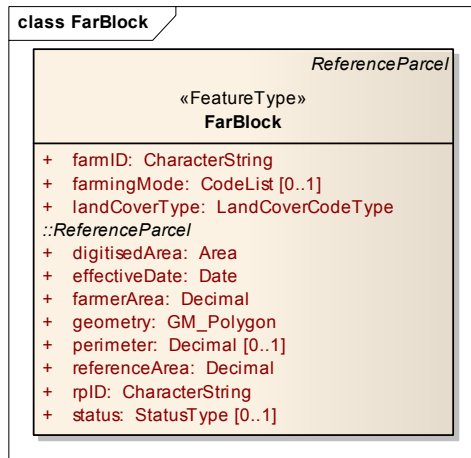 class FarBlock
ReferenceParcel
«FeatureType»
FarBlock
+ farmID: CharacterString
+ farmingMode: CodeList [0..1]
+ landCoverType: LandCoverCodeType
::ReferenceParcel
+ digitisedArea: Area
+ effectiveDate: Date
+ farmerArea: Decimal
+ geometry: GM_Polygon
+ perimeter: Decimal [0..1]
+ referenceArea: Decimal
+ rpID: CharacterString
+ status: StatusType [0..1]